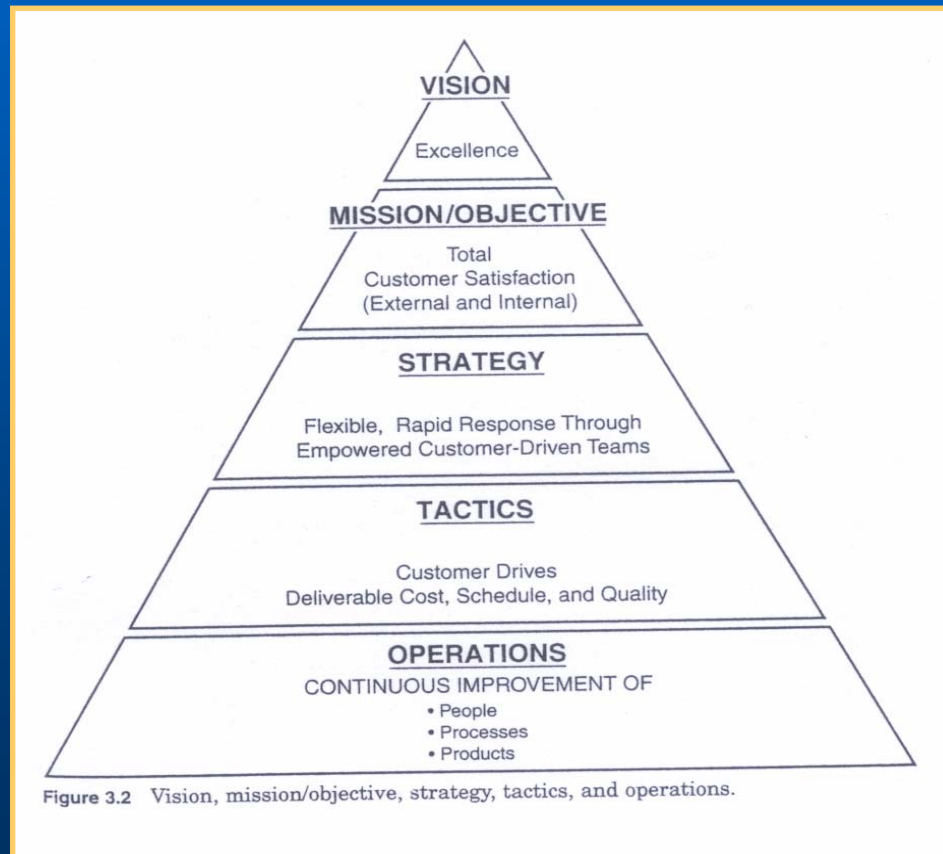 VISION
Excellence
MISSION/OBJECTIVE
Total
Customer Satisfaction
(External and Internal)
STRATEGY
Flexible, Rapid Response Through
Empowered Customer-Driven Teams
TACTICS
Customer Drives
Deliverable Cost, Schedule, and Quality
OPERATIONS
CONTINUOUS IMPROVEMENT OF
• People
• Processes
• Products
Figure 3.2 Vision, mission/objective, strategy, tactics, and operations.